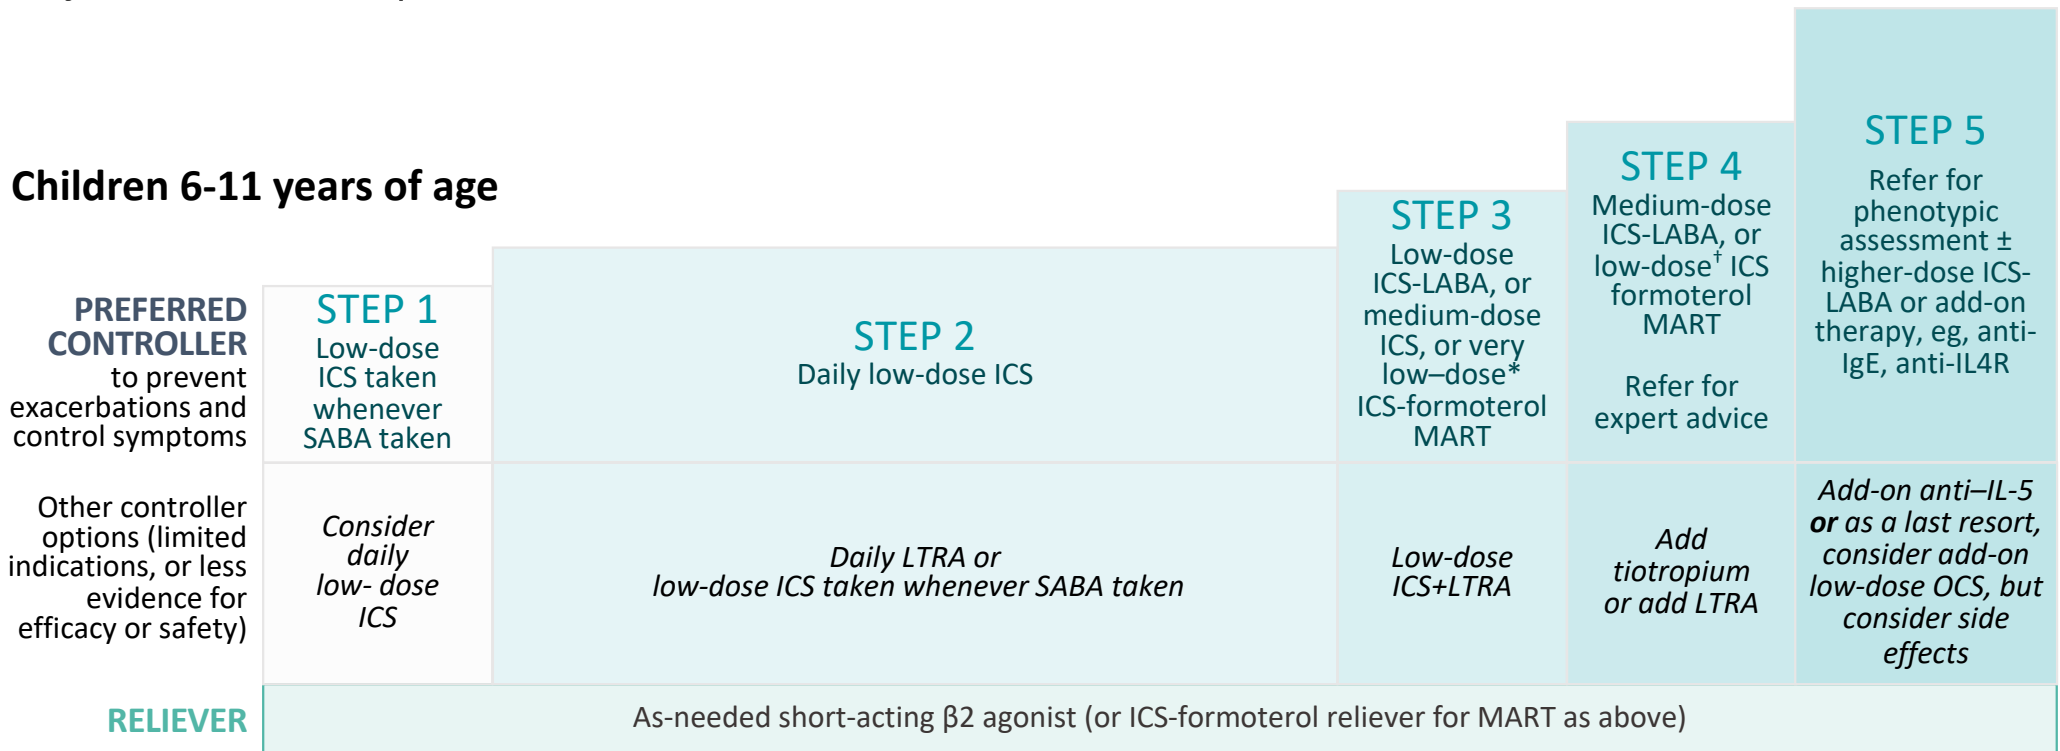 Children 6-11 years of age
PREFERRED
CONTROLLER
to prevent
exacerbations and
control symptoms
STEP 1
Low-dose
ICS taken
whenever
SABA taken
STEP 2
Daily low-dose ICS
STEP 3
Low-dose
ICS-LABA, or
medium-dose
ICS, or very
low–dose*
ICS-formoterol
MART
STEP 4
Medium-dose
ICS-LABA, or
low-dose† ICS
formoterol
MART
Refer for
expert advice
STEP 5
Refer for
phenotypic
assessment ±
higher-dose ICS-
LABA or add-on
therapy, eg, anti-
IgE, anti-IL4R
Other controller
options (limited
indications, or less
evidence for
efficacy or safety)
Consider
daily
low- dose
ICS
Daily LTRA or
low-dose ICS taken whenever SABA taken
Low-dose
ICS+LTRA
Add
tiotropium
or add LTRA
Add-on anti–IL-5
or as a last resort,
consider add-on
low-dose OCS, but
consider side
effects
RELIEVER
As-needed short-acting β2 agonist (or ICS-formoterol reliever for MART as above)